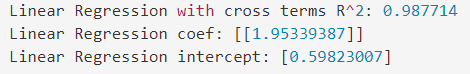 Linear Regression with cross terms R^2: 0.987714
Linear Regression coef: [[1.95339387]]
Linear Regression intercept: [0.59823007]